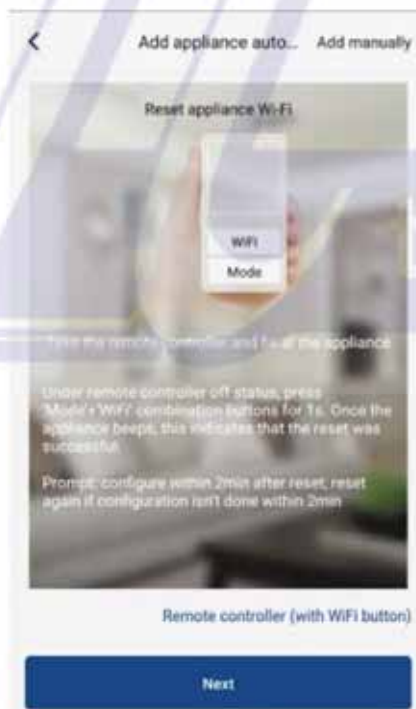 Add appliance auto... Add manually
Reset appliance Wi-Fi
WiFi
Mode
Take the remote controller and the appliance
Under remote controller off status, press
"Mode+WiFi" combination buttons for 1s. Once the
appliance beeps, this indicates that the reset was
successful.
Prompt: configure within 2min after reset, reset
again if configuration isn't done within 2min
Remote controller (with WiFi button)
Next